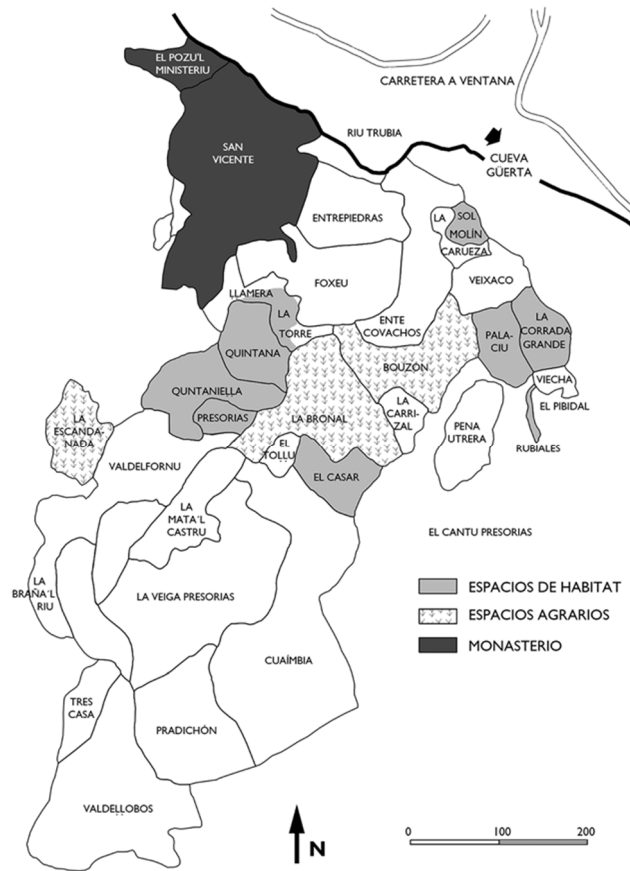 EL POZU'L
MINISTERIU
CARRETERA A VENTANA
SAN
VICENTE
RIU TRUBIA
CUEVA
GÜERTA
ENTREPIEDRAS
LA
SOL
MOLÍN
CARUEZA
FOXEU
VEIXACO
LLAMERA
LA
TORRE
ENTE
COVACHOS
LA
CORRADA
GRANDE
PALA-
CIU
QUINTANA
BOUZÓN
QUNTANIELLA
VIECHA
PRESORIAS
LA BRONAL
LA
CARRI-
ZAL
EL PIBIDAL
LA
ESCANDA-
NADA
PENA
UTRERA
EL
TOLLU
RUBIALES
VALDELFORNU
EL CASAR
LA
MATA'L
CASTRU
EL CANTU PRESORIAS
LA
BRAÑA'L
RIU
LA VEIGA PRESORIAS
ESPACIOS DE HABITAT
ESPACIOS AGRARIOS
MONASTERIO
CUAÍMBIA
TRES
CASA
PRADICHÓN
VALDELLOBOS
N
0 100 200